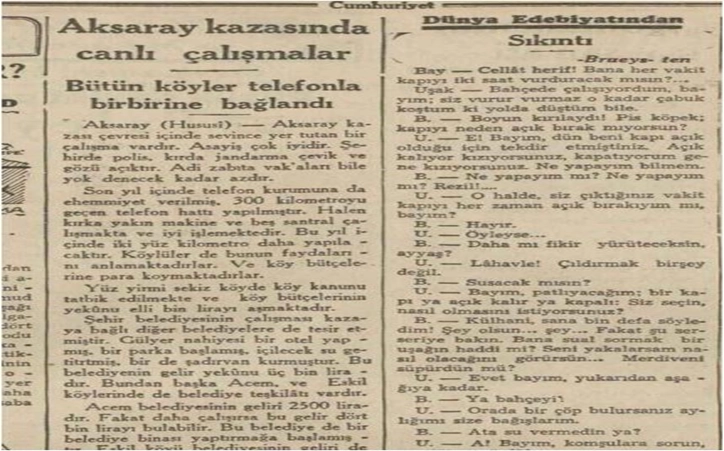 Cumhuriyet
Aksaray kazasında
canlı çalışmalar
Bütün köyler telefonla
birbirine bağlandı
Aksaray (Hususî) — Aksaray ka-
zası çevresi içinde sevince yer tutan bir
çalışma vardır. Asayiş çok iyidir. Şe-
hirde polis, kırda jandarma çevik ve
gözü açıktır. Adi zabıta vak'aları bile
yok denecek kadar azdır.
Son yıl içinde telefon kurumuna da
ehemmiyet verilmiş, 300 kilometroyu
geçen telefon hattı yapılmıştır. Halen
kırka yakın makine ve beş santral ça-
lışmakta ve iyi işlemektedir. Bu yıl i-
çinde iki yüz kilometro daha yapıla -
caktır. Köylüler de bunun faydaları -
nı anlamaktadırlar. Ve köy bütçele-
rine para koymaktadırlar.
Yüz yirmi sekiz köyde köy kanunu
tatbik edilmekte ve köy bütçelerinin
yekûnu elli bin lirayı aşmaktadır.
Şehir belediyesinin çalışması kaza-
ya bağlı diğer belediyelere de tesir et-
miştir. Gülyer nahiyesi bir otel yap -
mış, bir parka başlamış, içilecek su ge-
titrtmiş, bir de şadırvan kurmuştur. Bu
belediyenin gelir yekûnu üç bin lira -
dır. Bundan başka Acem, ve Eskil
köylerinde de belediye teşkilâtı vardır.
Acem belediyesinin geliri 2500 lira-
dır. Fakat daha çalışırsa bu gelir dört
bin lirayı bulabilir. Bu belediye de bir
belediye binası yaptırmağa başlamış -
tır. Eskil köyü belediyesinin geliri de
Dünya Edebiyatından
Sıkıntı
-Brueys- ten
Bay — Cellât herif! Bana her vakit
kapıyı iki saat vurduracak mısın?...
Uşak — Bahçede çalışıyordum, ba-
yım; siz vurur vurmaz o kadar çabuk
koştum ki yolda düştüm bile.
B. — Boyun kırılaydı! Pis köpek;
kapıyı neden açık bırak mıyorsun?
U. — E! Bayım, dün beni kapı açık
olduğu için tekdir etmiştiniz. Açık
kalıyor kızıyorsunuz, kapatıyorum ge-
ne kızıyorsunuz. Ne yapayım bilmem.
B. — Ne yapayım mı? Ne yapayım
mı? Rezil!....
U. — O halde, siz çıktığınız vakit
kapıyı her zaman açık bırakıyım mı,
bayım?
B. — Hayır.
U. — Öyleyse...
B. — Daha mı fikir yürüteceksin,
ayyaş?
U. — Lâhavle! Çıldırmak birşey
değil.
B. — Susacak mısın?
U. — Bayım, patlıyacağım; bir ka-
pı ya açık kalır ya kapalı: Siz seçin,
nasıl olmasını istiyorsunuz?
B. — Külhani, sana bin defa söyle-
dim! Şey olsun.. şey... Fakat şu ser-
seriye bakın. Bana sual sormak bir
uşağın haddi mi? Seni yakalarsam na-
sıl olacağını görürsün... Merdiveni
süpürdün mü?
U. — Evet bayım, yukarıdan aşa -
ğıya kadar.
B. — Ya bahçeyi?
U. — Orada bir çöp bulursanız ay-
lığımı size bağışlarım.
B. — Ata su vermedin ya?
U. — A! Bayım, komşulara sorun,